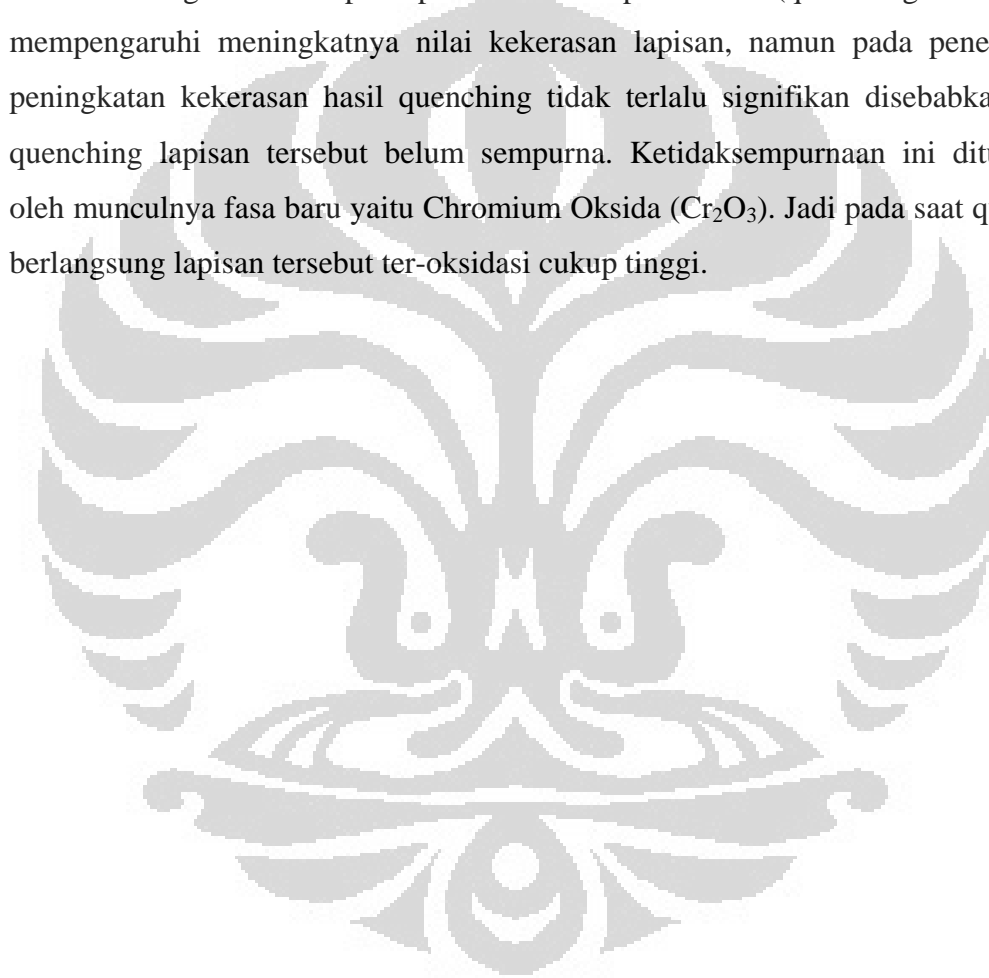 mempengaruhi meningkatnya nilai kekerasan lapisan, namun pada pene
peningkatan kekerasan hasil quenching tidak terlalu signifikan disebabka
quenching lapisan tersebut belum sempurna. Ketidaksempurnaan ini ditu
oleh munculnya fasa baru yaitu Chromium Oksida (Cr₂O₃). Jadi pada saat q
berlangsung lapisan tersebut ter-oksidasi cukup tinggi.